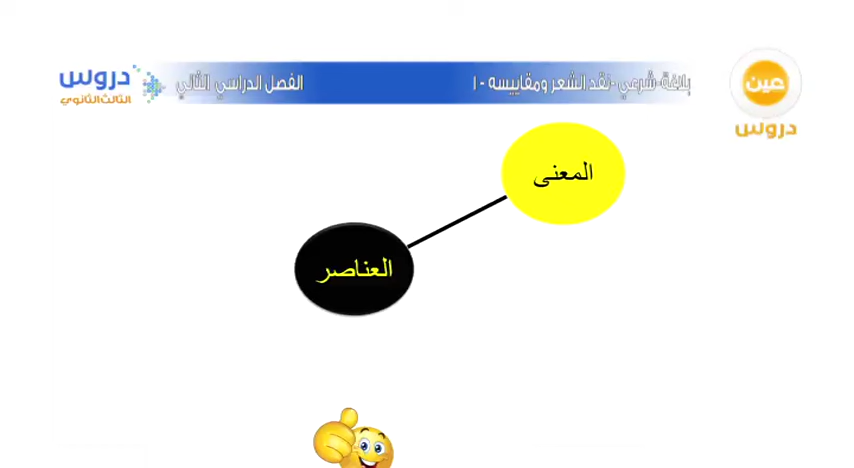 عين
دروس
بلاغة-شرعي -نقد الشعر ومقاييسه - ١
الفصل الدراسي الثاني
دروس
الثالث الثانوي
المعنى
العناصر